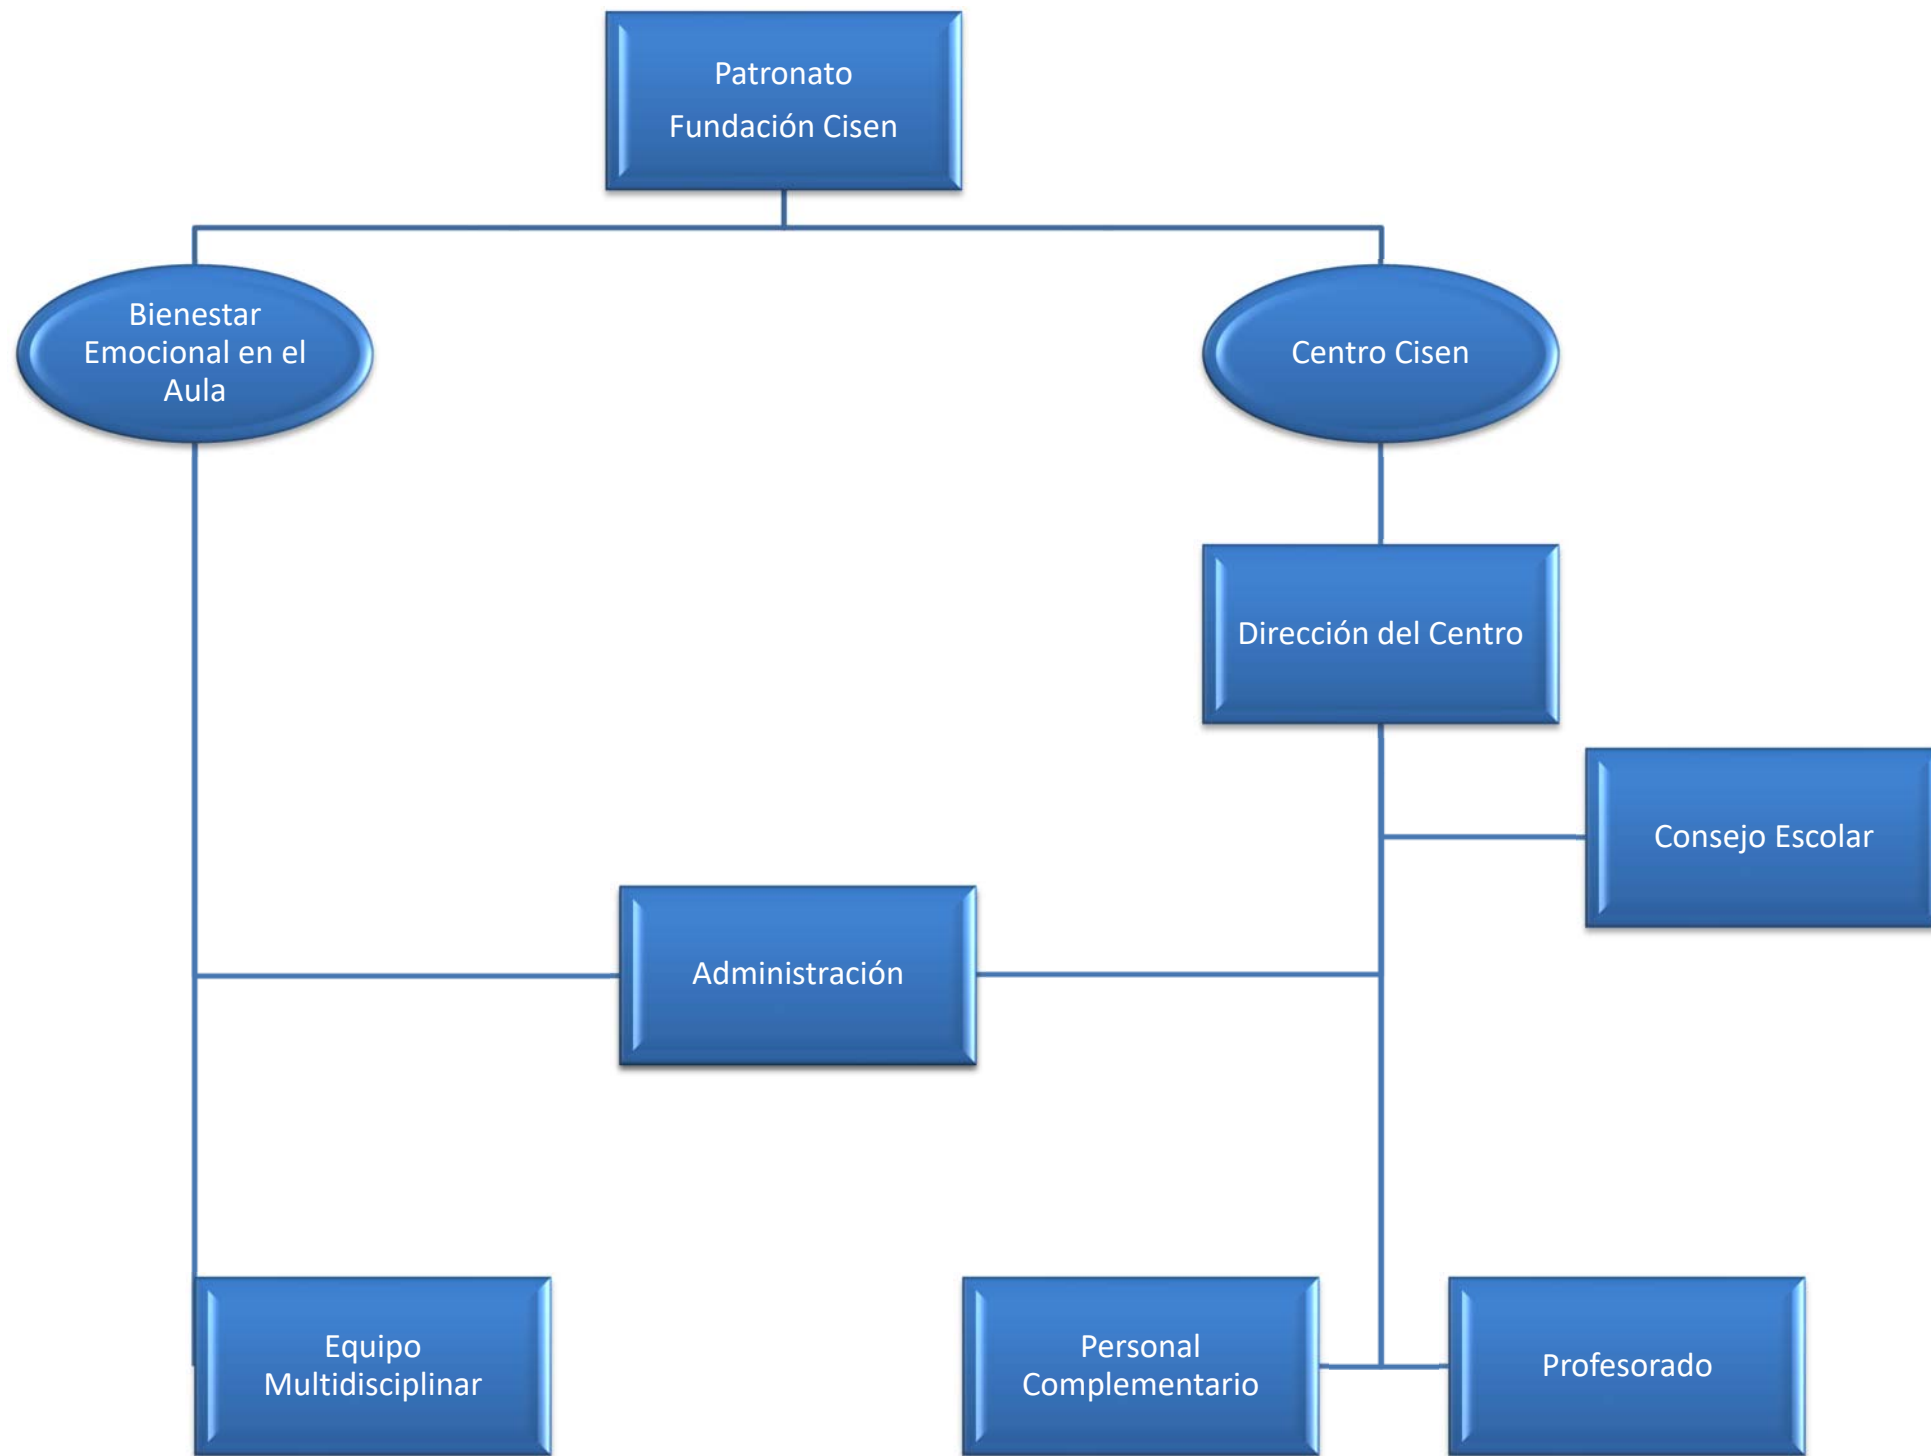 Patronato
Fundación Cisen
Bienestar
Emocional en el
Aula
Centro Cisen
Dirección del Centro
Consejo Escolar
Administración
Equipo
Multidisciplinar
Personal
Complementario
Profesorado